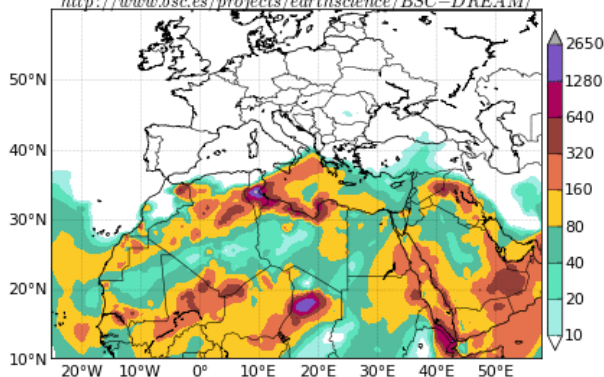 http://www.bsc.es/projects/earthscience/BSC−DREAM/
50°N
40°N
30°N
20°N
10°N
20°W 10°W 0° 10°E 20°E 30°E 40°E 50°E
2650
1280
640
320
160
80
40
20
10